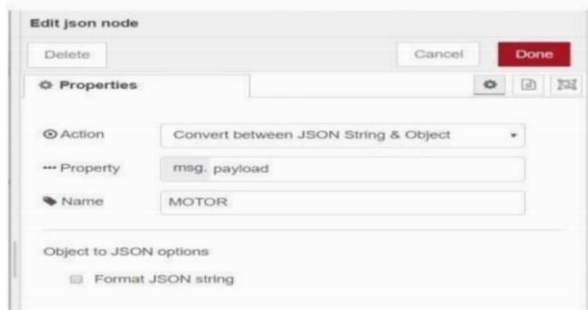 Edit json node
Delete Cancel Done
Properties
Action Convert between JSON String & Object
Property msg. payload
Name MOTOR
Object to JSON options
Format JSON string